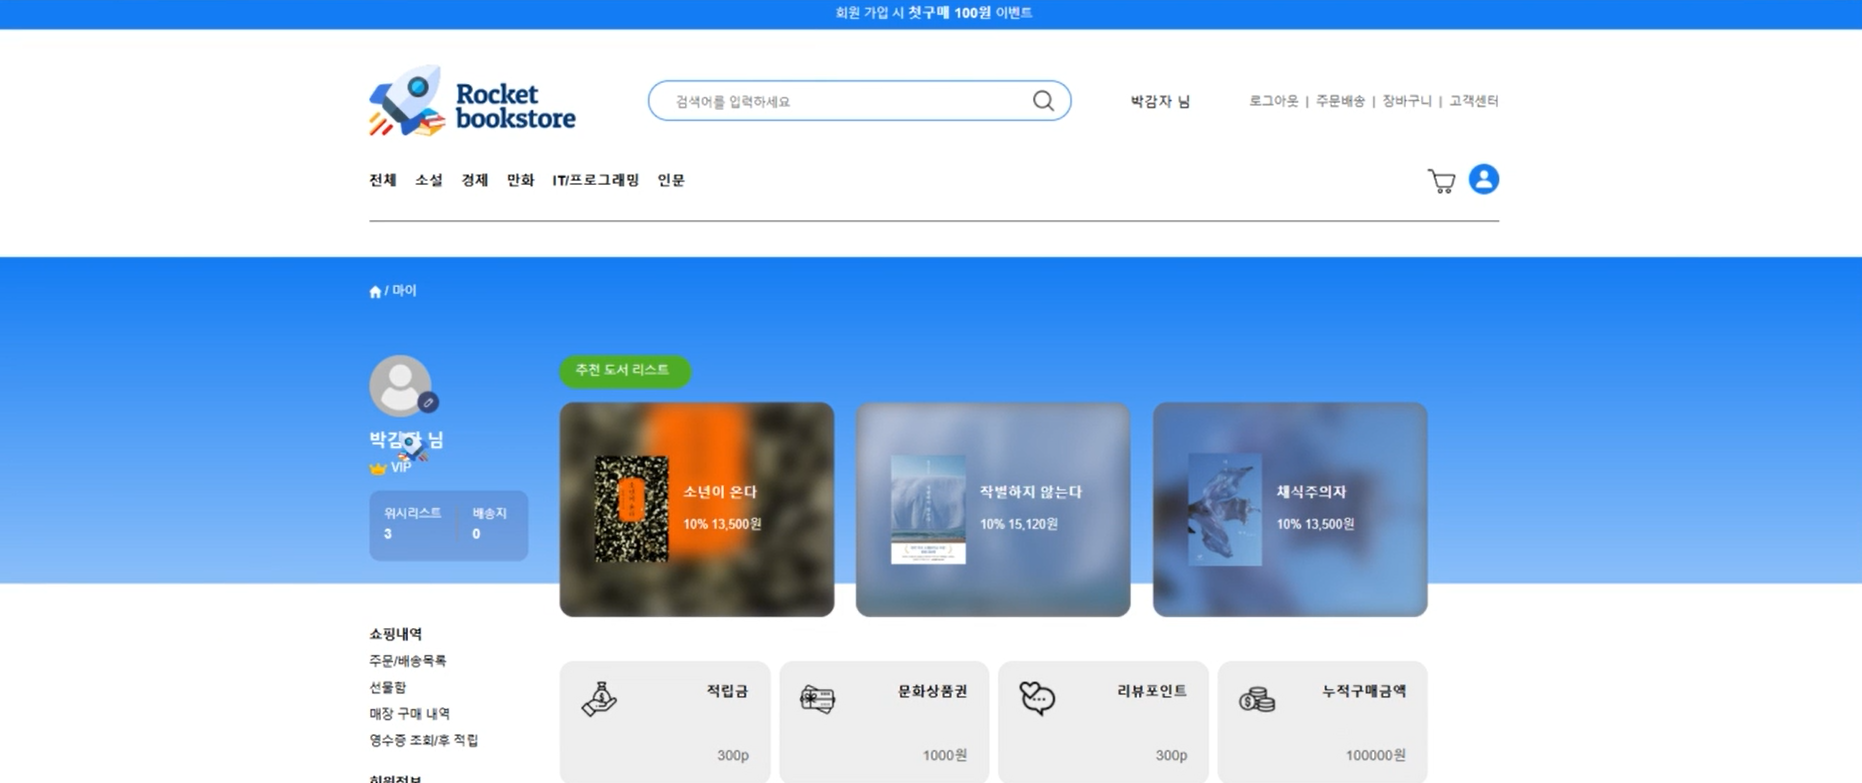 회원 가입 시 첫구매 100원 이벤트
Rocket
bookstore
검색어를 입력하세요
박감자 님
로그아웃 | 주문배송 | 장바구니 | 고객센터
전체 소설 경제 만화 IT/프로그래밍 인문
/ 마이
박감자 님
VIP
위시리스트 배송지
3 0
추천 도서 리스트
소년이 온다
10% 13,500원
작별하지 않는다
10% 15,120원
채식주의자
10% 13,500원
쇼핑내역
주문/배송목록
선물함
매장 구매 내역
영수증 조회/후 적립
회원정보
적립금
300p
문화상품권
1000원
리뷰포인트
300p
누적구매금액
100000원